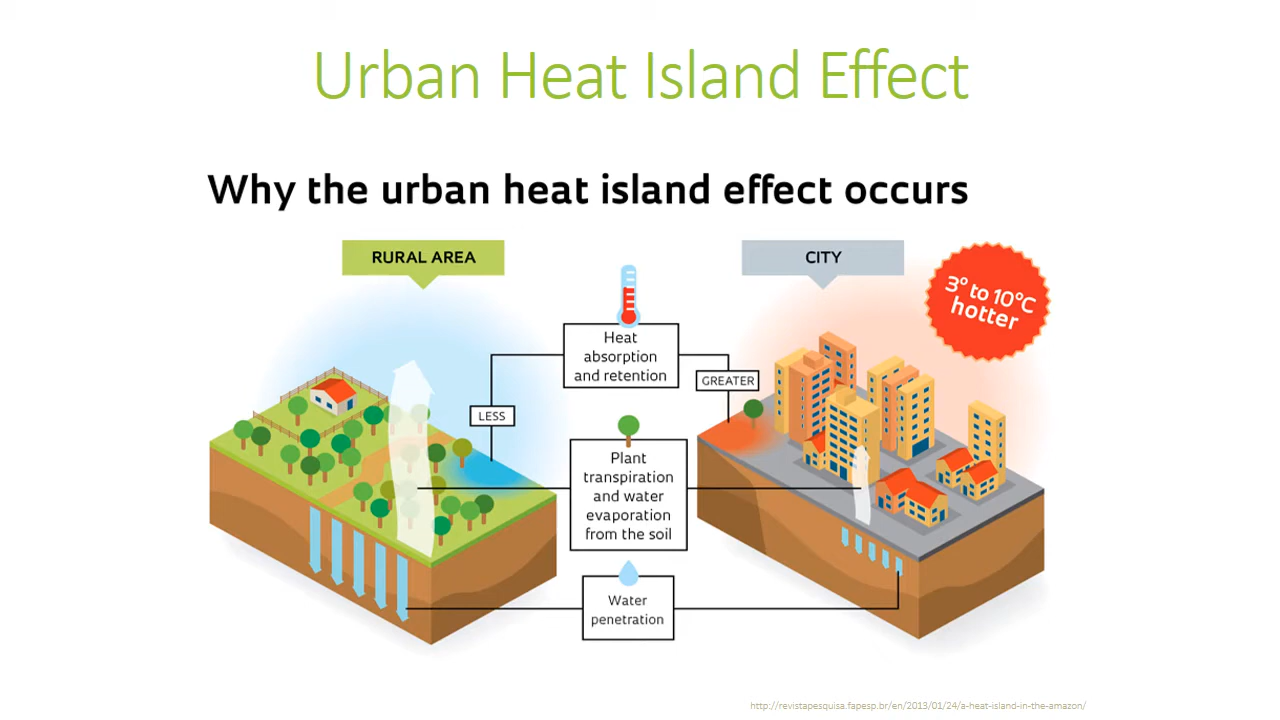 Urban Heat Island Effect
Why the urban heat island effect occurs
RURAL AREA
CITY
3° to 10°C
hotter
Heat
absorption
and retention
LESS
GREATER
Plant
transpiration
and water
evaporation
from the soil
Water
penetration
http://revistapesquisa.fapesp.br/en/2013/01/24/a-heat-island-in-the-amazon/